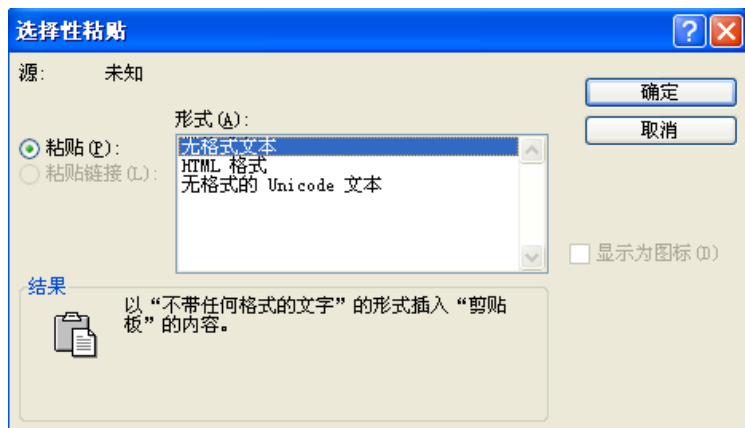 选择性粘贴
源: 未知
确定
取消
形式(A):
粘贴(P):
粘贴链接(L):
无格式文本
HTML 格式
无格式的 Unicode 文本
显示为图标(D)
结果
以“不带任何格式的文字”的形式插入“剪贴
板”的内容。